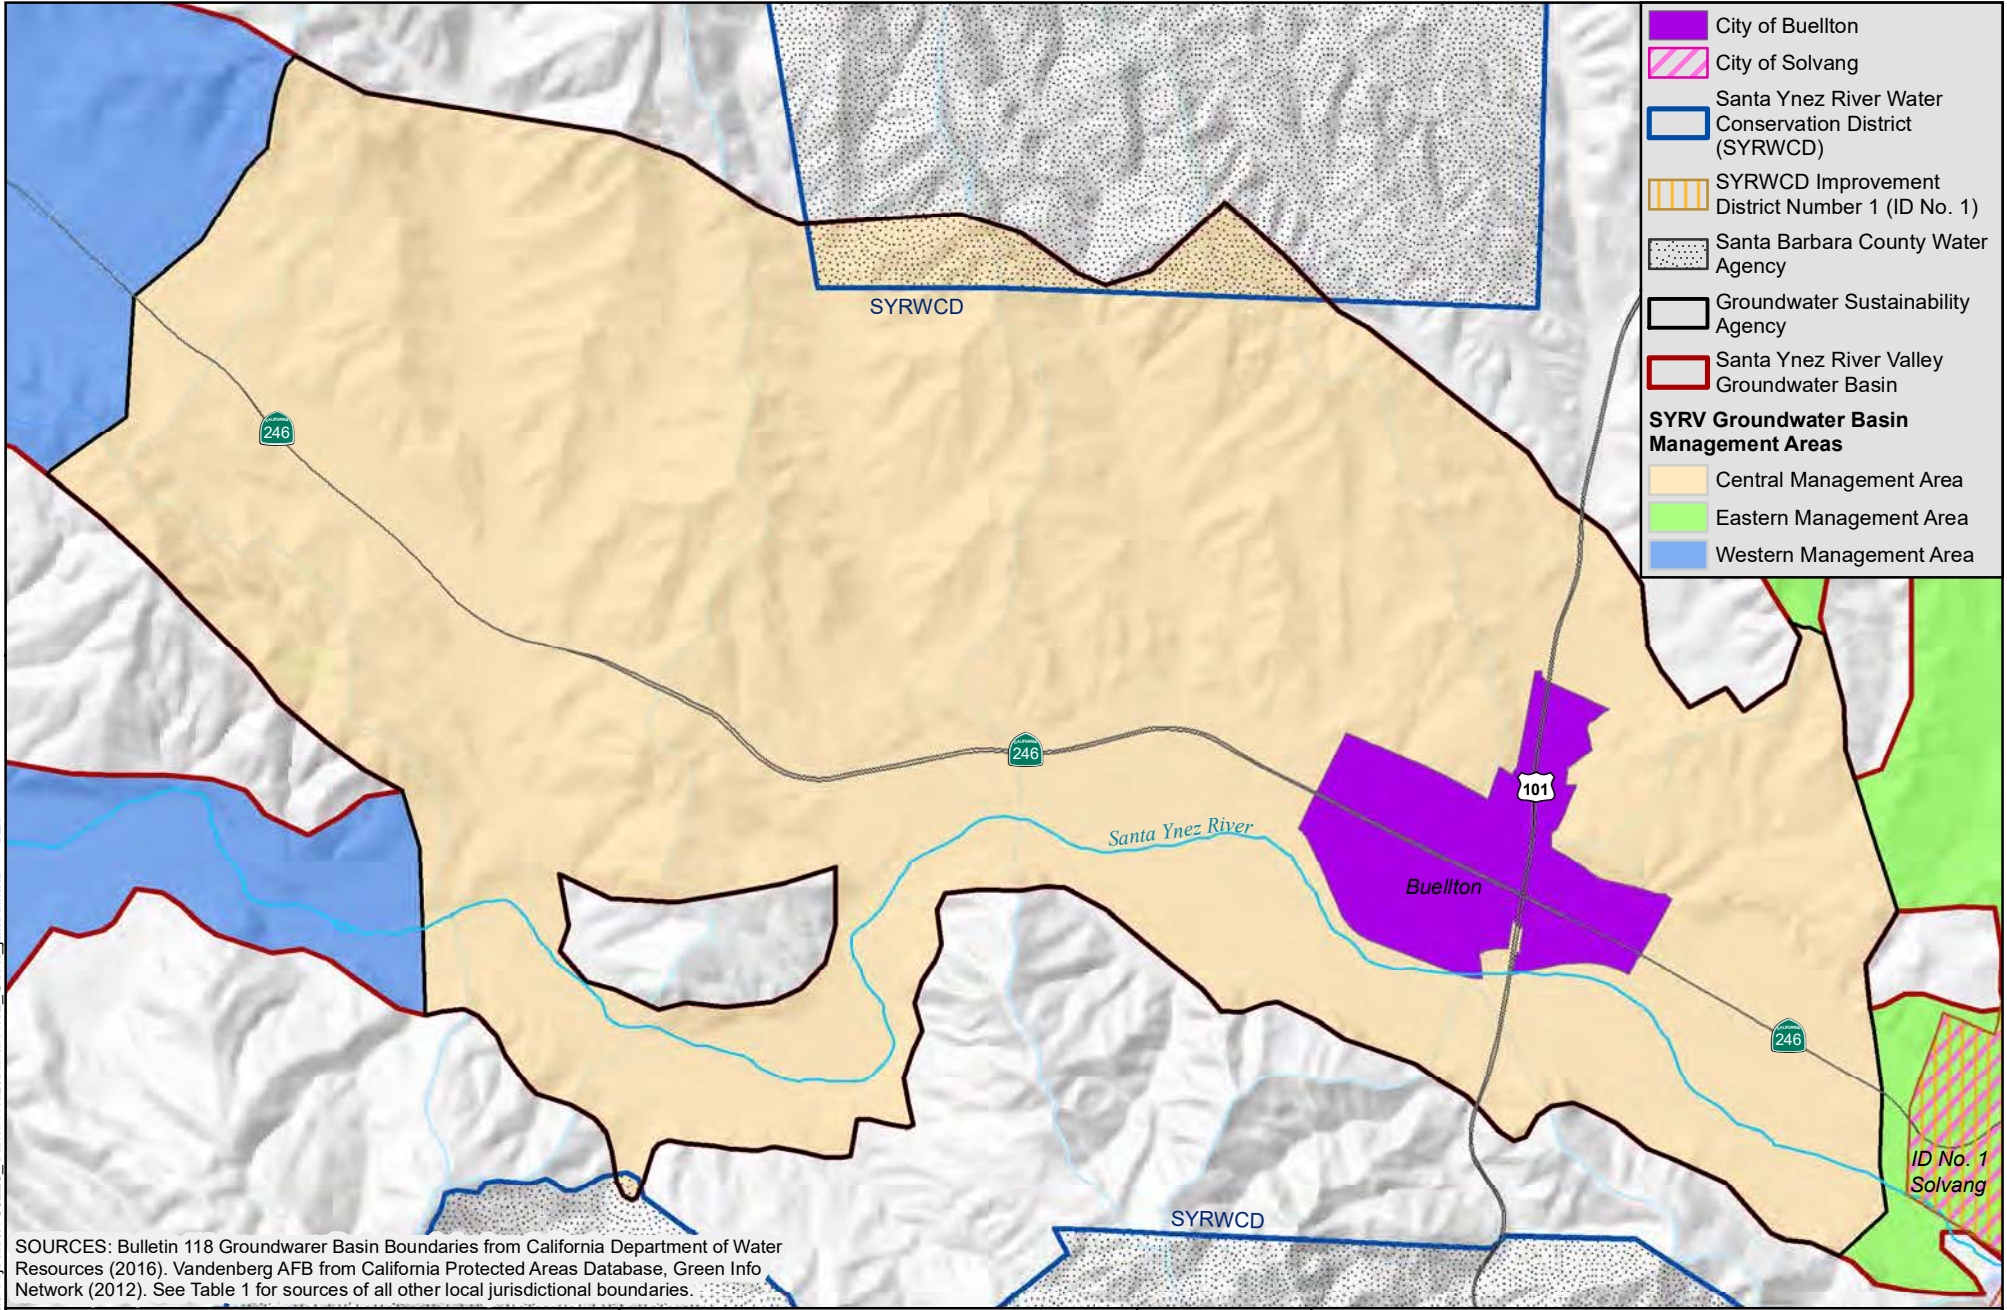 City of Buellton
City of Solvang
Santa Ynez River Water
Conservation District
(SYRWCD)
SYRWCD Improvement
District Number 1 (ID No. 1)
Santa Barbara County Water
Agency
Groundwater Sustainability
Agency
Santa Ynez River Valley
Groundwater Basin
SYRV Groundwater Basin
Management Areas
Central Management Area
Eastern Management Area
Western Management Area
SYRWCD
CALIFORNIA
246
CALIFORNIA
246
101
Santa Ynez River
Buellton
CALIFORNIA
246
ID No. 1
Solvang
SYRWCD
SOURCES: Bulletin 118 Groundwarer Basin Boundaries from California Department of Water
Resources (2016). Vandenberg AFB from California Protected Areas Database, Green Info
Network (2012). See Table 1 for sources of all other local jurisdictional boundaries.